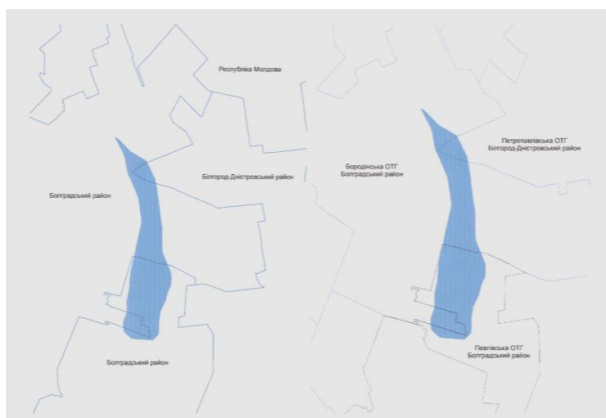 Республіка Молдова
Білгород-Дністровський район
Болградський район
Болградський район
Петропавлівська ОТГ
Білгород-Дністровський район
Бородінська ОТГ
Болградський район
Павлівська ОТГ
Болградський район